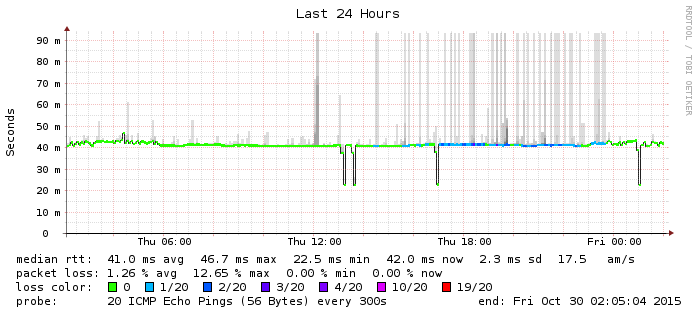 Last 24 Hours
RRDTOOL / TOBI OETIKER
Seconds
90 m
80 m
70 m
60 m
50 m
40 m
30 m
20 m
10 m
0
Thu 06:00 Thu 12:00 Thu 18:00 Fri 00:00
median rtt: 41.0 ms avg 46.7 ms max 22.5 ms min 42.0 ms now 2.3 ms sd 17.5 am/s
packet loss: 1.26 % avg 12.65 % max 0.00 % min 0.00 % now
loss color: 0 1/20 2/20 3/20 4/20 10/20 19/20
probe: 20 ICMP Echo Pings (56 Bytes) every 300s end: Fri Oct 30 02:05:04 2015